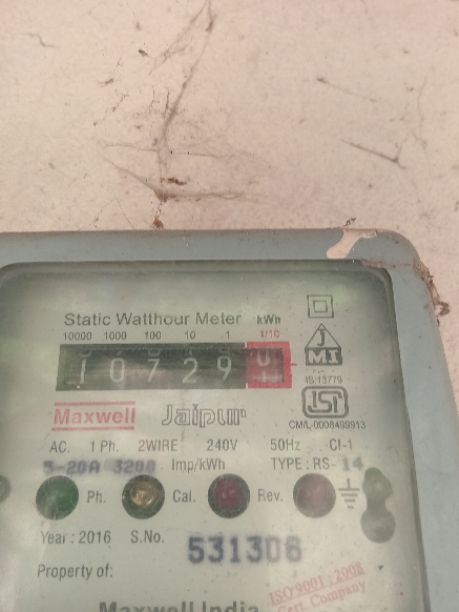 Static Watthour Meter kWh
10000 1000 100 10 1 1/10
10729
JMI
IS:13779
ISI
Maxwell Jaipur
CM/L-0008499913
AC. 1 Ph. 2WIRE 240V 50Hz Cl-1
5-20A 3200 Imp/kWh TYPE : RS-14
Ph. Cal. Rev.
Year : 2016 S.No. 531306
Property of:
ISO 9001 : 2008
Cert Company
Maxwell India